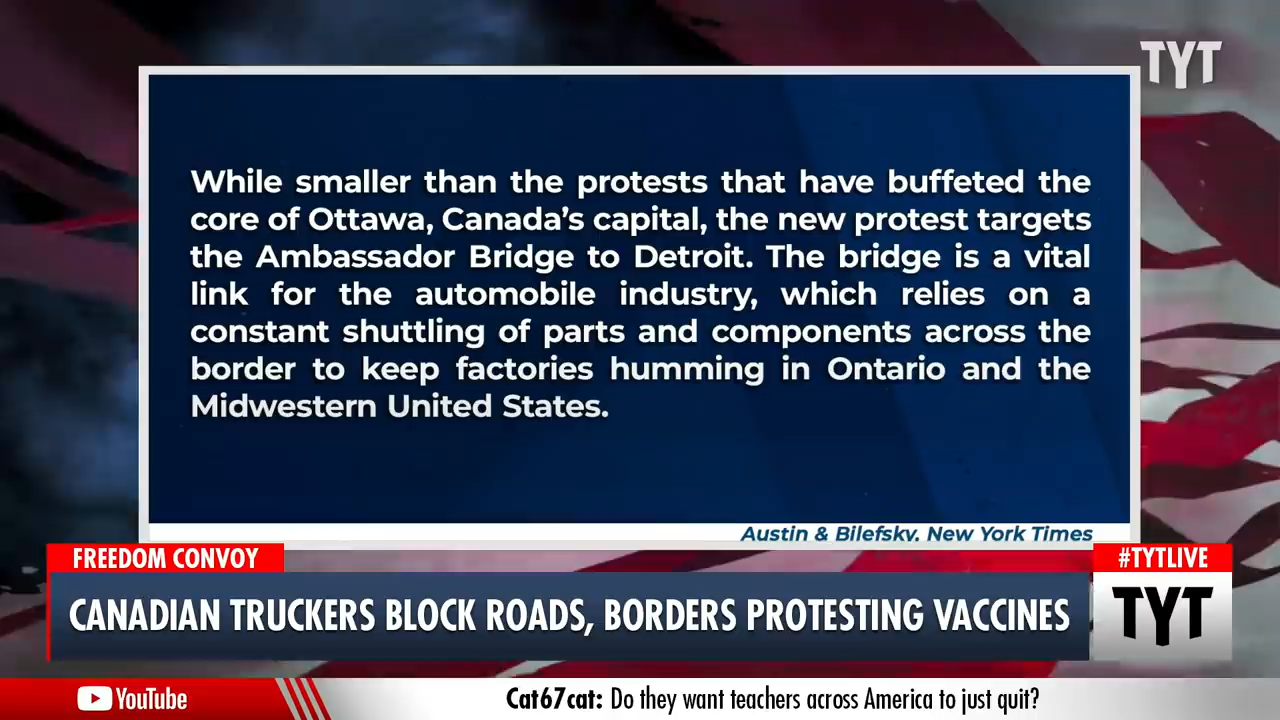 TYT
While smaller than the protests that have buffeted the
core of Ottawa, Canada’s capital, the new protest targets
the Ambassador Bridge to Detroit. The bridge is a vital
link for the automobile industry, which relies on a
constant shuttling of parts and components across the
border to keep factories humming in Ontario and the
Midwestern United States.
Austin & Bilefsky, New York Times
FREEDOM CONVOY
#TYTLIVE
CANADIAN TRUCKERS BLOCK ROADS, BORDERS PROTESTING VACCINES
TYT
YouTube
Cat67cat: Do they want teachers across America to just quit?